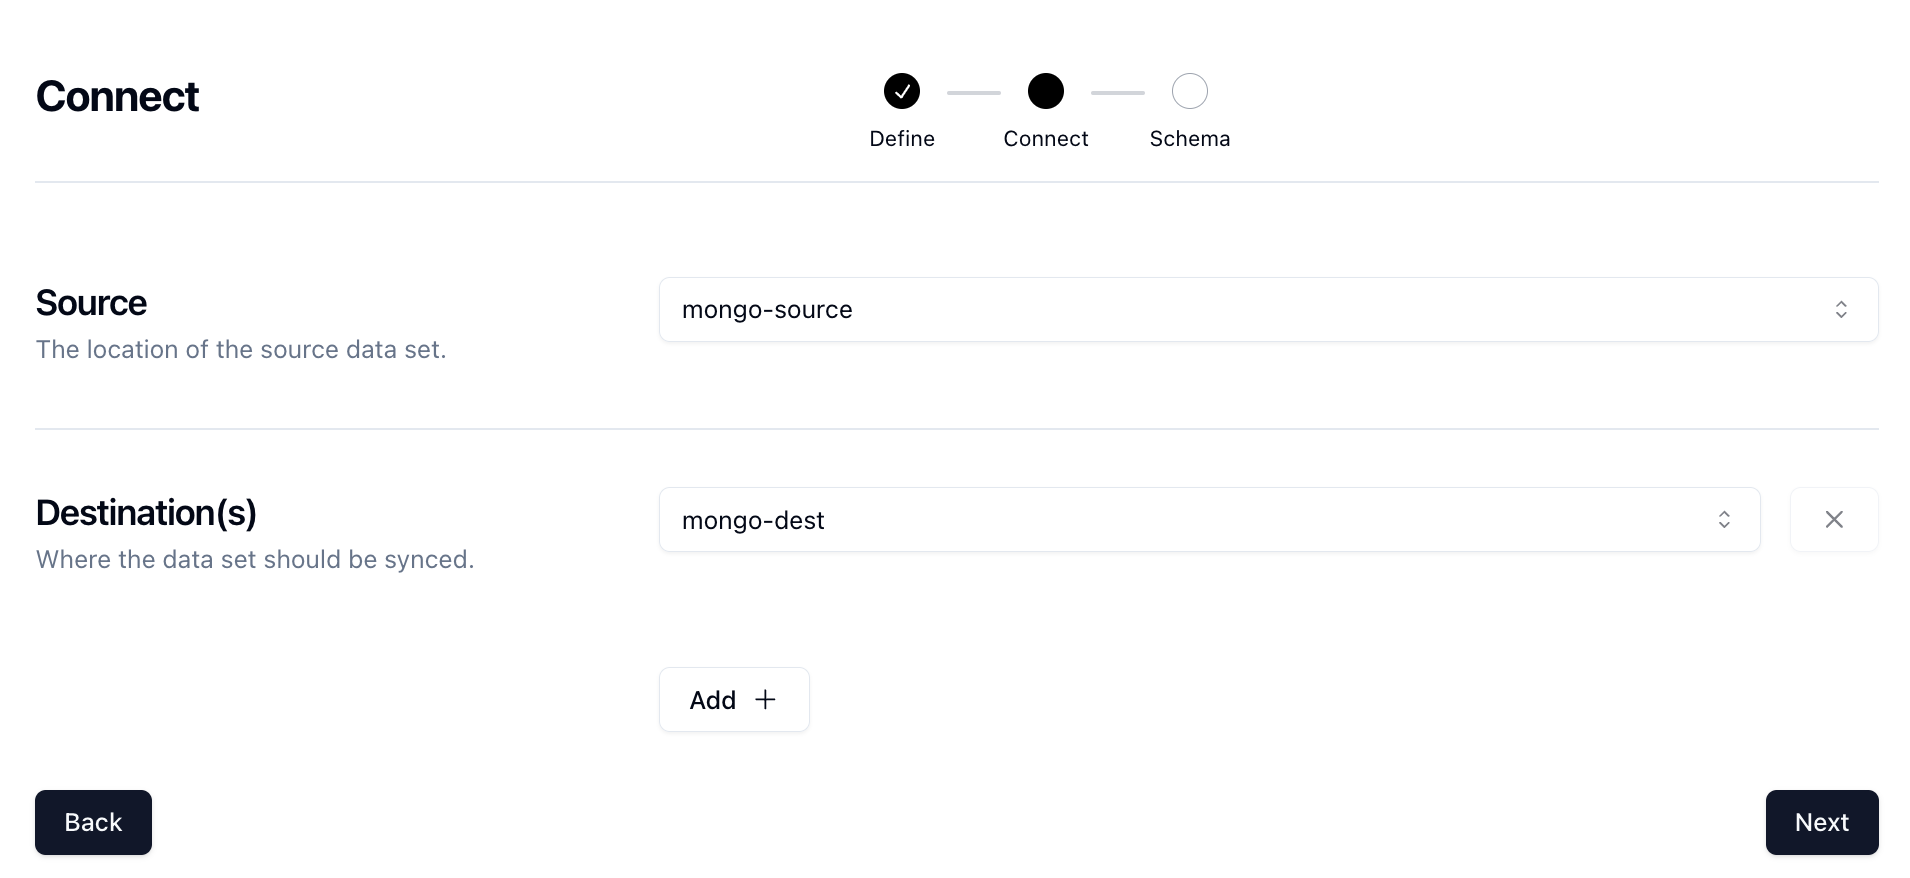 Connect
Define
Connect
Schema
Source
The location of the source data set.
mongo-source
Destination(s)
Where the data set should be synced.
mongo-dest
Add
Back
Next